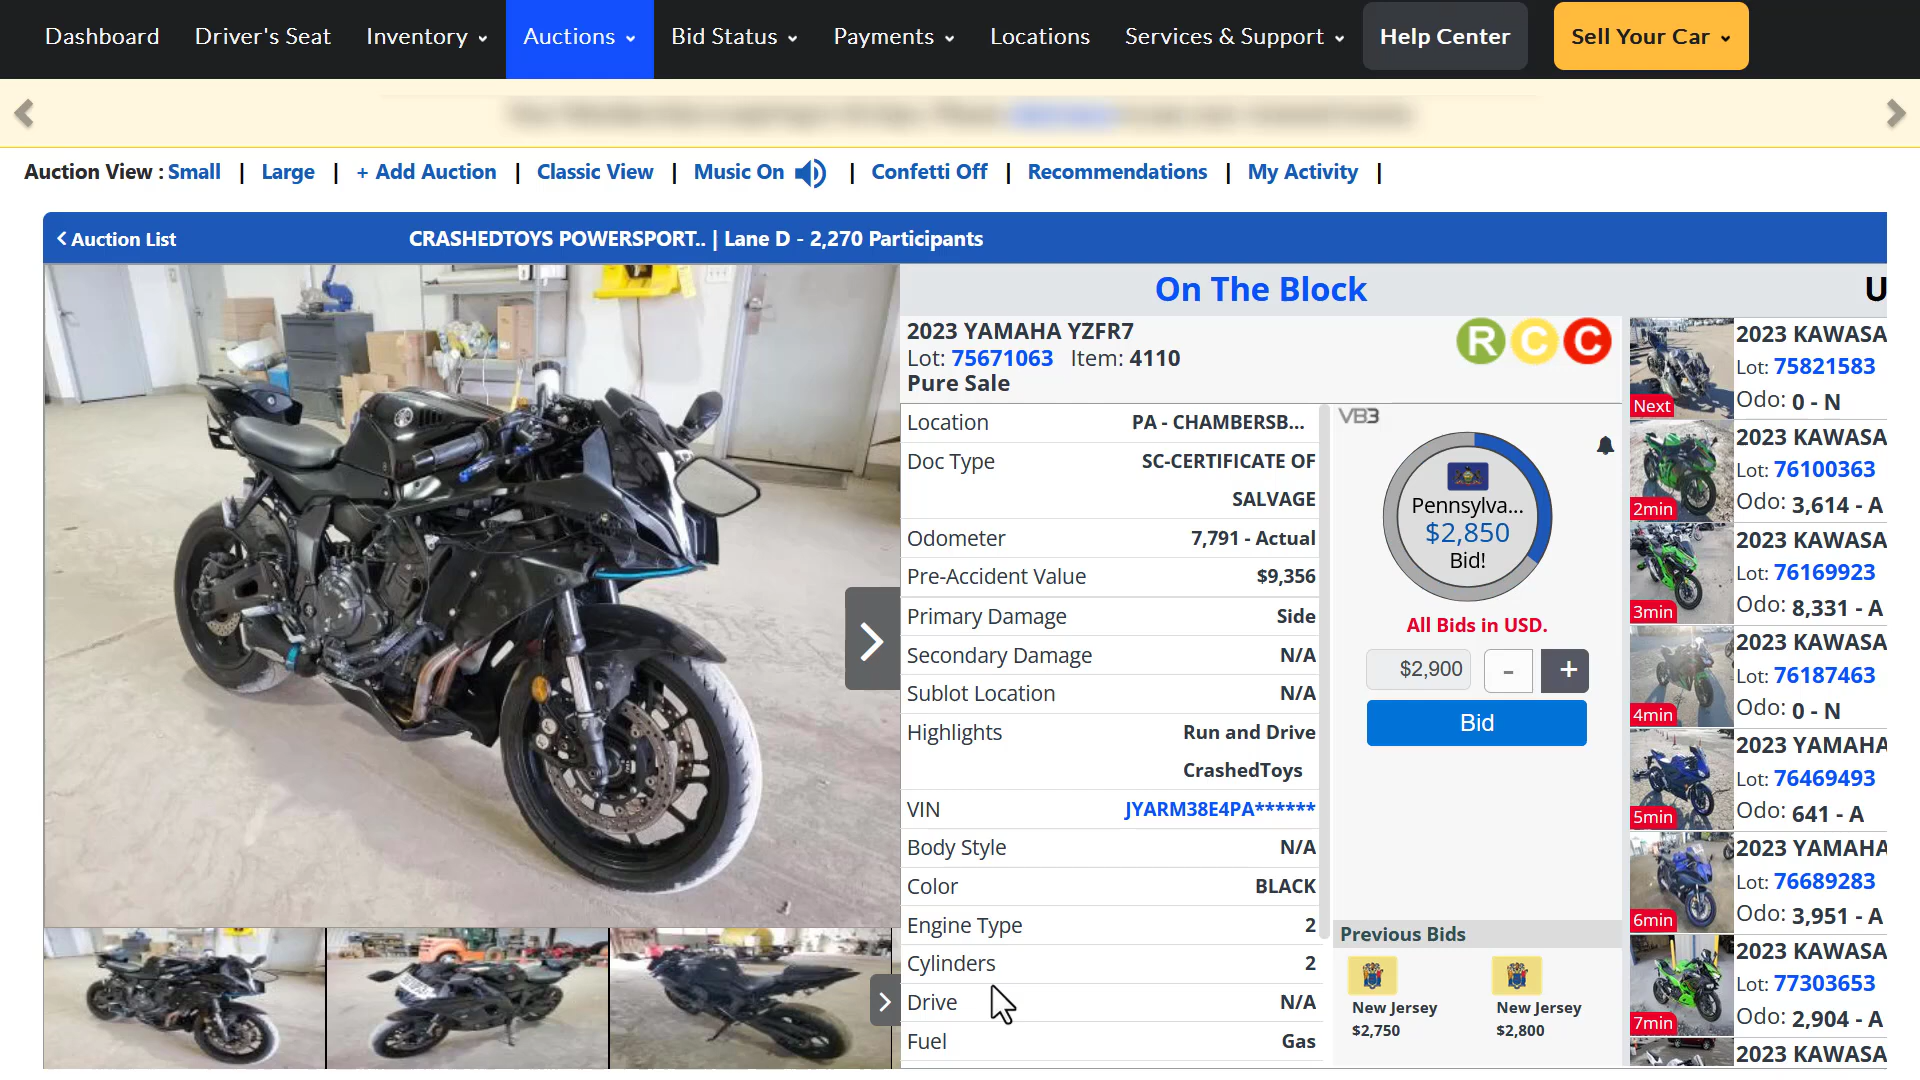 Dashboard
Driver's Seat
Inventory
Auctions
Bid Status
Payments
Locations
Services & Support
Help Center
Sell Your Car
Auction View : Small | Large | + Add Auction | Classic View | Music On | Confetti Off | Recommendations | My Activity |
Auction List
CRASHEDTOYS POWERSPORT.. | Lane D - 2,270 Participants
On The Block
U
2023 YAMAHA YZFR7
Lot: 75671063 Item: 4110
Pure Sale
R C C
Location PA - CHAMBERSB...
Doc Type SC-CERTIFICATE OF
SALVAGE
Odometer 7,791 - Actual
Pre-Accident Value $9,356
Primary Damage Side
Secondary Damage N/A
Sublot Location N/A
Highlights Run and Drive
CrashedToys
VIN JYARM38E4PA******
Body Style N/A
Color BLACK
Engine Type 2
Cylinders 2
Drive N/A
Fuel Gas
VB3
Pennsylva...
$2,850
Bid!
All Bids in USD.
$2,900 - +
Bid
Previous Bids
New Jersey
$2,750
New Jersey
$2,800
2023 KAWASA
Lot: 75821583
Odo: 0 - N
Next
2023 KAWASA
Lot: 76100363
Odo: 3,614 - A
2min
2023 KAWASA
Lot: 76169923
Odo: 8,331 - A
3min
2023 KAWASA
Lot: 76187463
Odo: 0 - N
4min
2023 YAMAHA
Lot: 76469493
Odo: 641 - A
5min
2023 YAMAHA
Lot: 76689283
Odo: 3,951 - A
6min
2023 KAWASA
Lot: 77303653
Odo: 2,904 - A
7min
2023 KAWASA